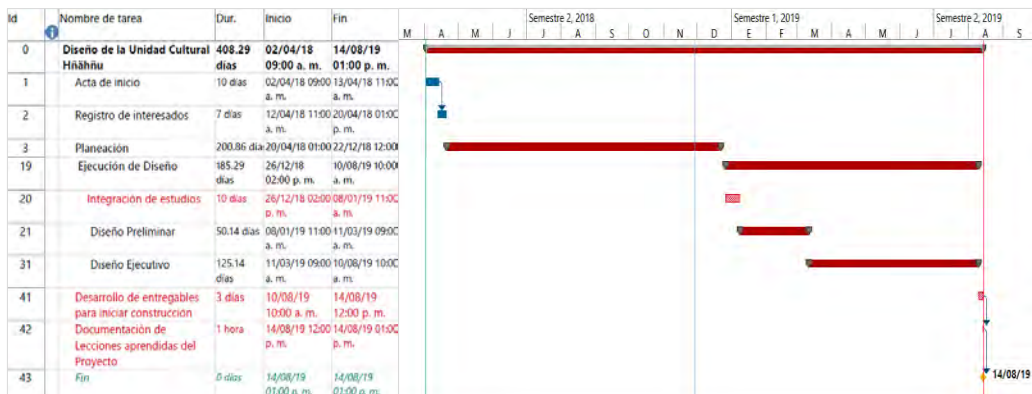 Id Nombre de tarea Dur. Inicio Fin Semestre 2, 2018 Semestre 1, 2019 Semestre 2, 2019
M A M J J A S O N D E F M A M J J A S
0 Diseño de la Unidad Cultural 408.29 02/04/18 14/08/19
Hñähñu días 09:00 a. m. 01:00 p. m.
1 Acta de inicio 10 días 02/04/18 09:00 13/04/18 11:00
a. m. a. m.
2 Registro de interesados 7 días 12/04/18 11:00 20/04/18 01:00
a. m. p. m.
3 Planeación 200.86 día 20/04/18 01:00 22/12/18 12:00
19 Ejecución de Diseño 185.29 26/12/18 10/08/19 10:00
días 02:00 p. m. a. m.
20 Integración de estudios 10 días 26/12/18 02:00 08/01/19 11:00
p. m. a. m.
21 Diseño Preliminar 50.14 días 08/01/19 11:00 11/03/19 09:00
a. m. a. m.
31 Diseño Ejecutivo 125.14 11/03/19 09:00 10/08/19 10:00
días a. m. a. m.
41 Desarrollo de entregables 3 días 10/08/19 14/08/19
para iniciar construcción 10:00 a. m. 12:00 p. m.
42 Documentación de 1 hora 14/08/19 12:00 14/08/19 01:00
Lecciones aprendidas del p. m. p. m.
Proyecto
43 Fin 0 días 14/08/19 14/08/19 14/08/19
01:00 p. m. 01:00 p. m.